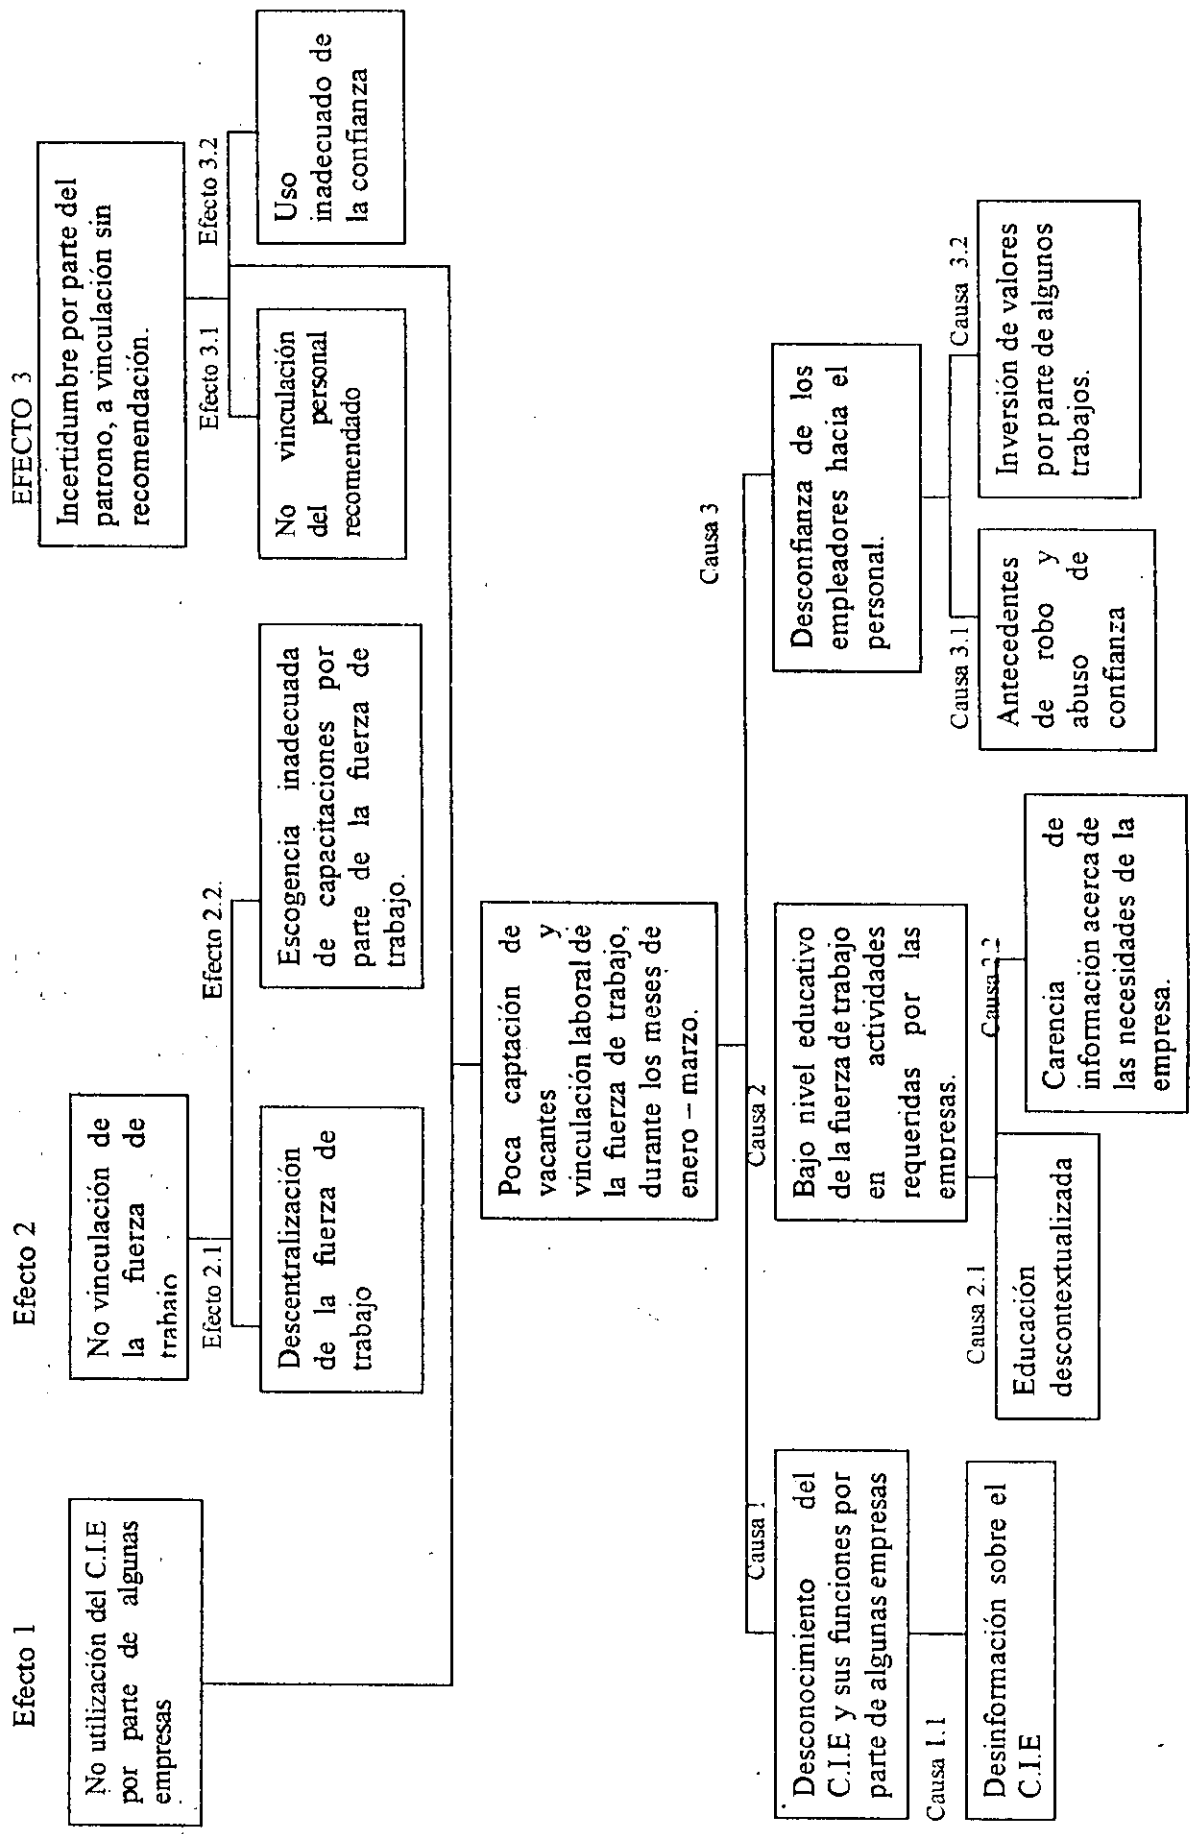 Efecto 1
No utilización del C.I.E
por parte de algunas
empresas
Efecto 2
No vinculación de
la fuerza de
trabajo
Efecto 2.1
Descentralización
de la fuerza de
trabajo
Efecto 2.2.
Escogencia inadecuada
de capacitaciones por
parte de la fuerza de
trabajo.
EFECTO 3
Incertidumbre por parte del
patrono, a vinculación sin
recomendación.
Efecto 3.1
No vinculación
del personal
recomendado
Efecto 3.2
Uso
inadecuado de
la confianza
Poca captación de
vacantes y
vinculación laboral de
la fuerza de trabajo,
durante los meses de
enero – marzo.
Causa 1
Desconocimiento del
C.I.E y sus funciones por
parte de algunas empresas
Causa 1.1
Desinformación sobre el
C.I.E
Causa 2
Bajo nivel educativo
de la fuerza de trabajo
en actividades
requeridas por las
empresas.
Causa 2.1
Educación
descontextualizada
Causa 2.2
Carencia de
información acerca de
las necesidades de la
empresa.
Causa 3
Desconfianza de los
empleadores hacia el
personal.
Causa 3.1
Antecedentes
de robo y
abuso de
confianza
Causa 3.2
Inversión de valores
por parte de algunos
trabajos.